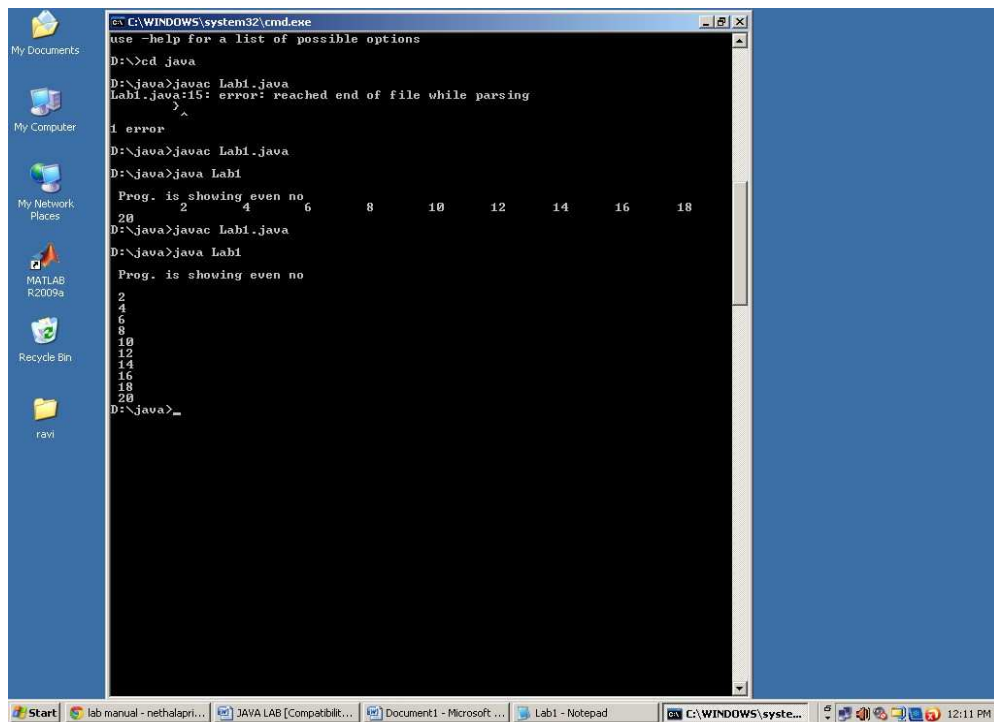 My Documents
My Computer
My Network
Places
MATLAB
R2009a
Recycle Bin
ravi
C:\WINDOWS\system32\cmd.exe
use -help for a list of possible options
D:\>cd java
D:\java>javac Lab1.java
Lab1.java:15: error: reached end of file while parsing
}
^
1 error
D:\java>javac Lab1.java
D:\java>java Lab1
Prog. is showing even no
2 4 6 8 10 12 14 16 18
20
D:\java>javac Lab1.java
D:\java>java Lab1
Prog. is showing even no
2
4
6
8
10
12
14
16
18
20
D:\java>_
Start lab manual - nethalapri... JAVA LAB [Compatibilit... Document1 - Microsoft ... Lab1 - Notepad C:\WINDOWS\syste... 12:11 PM